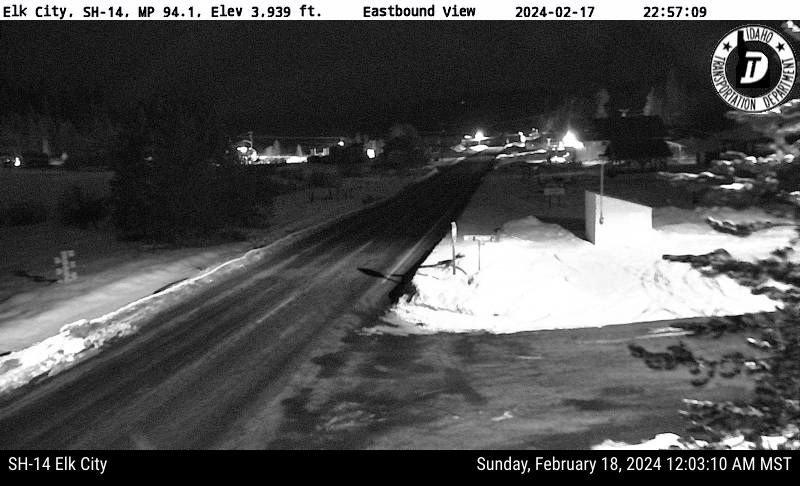 Elk City, SH-14, MP 94.1, Elev 3,939 ft. Eastbound View 2024-02-17 22:57:09
IDAHO
TRANSPORTATION DEPARTMENT
SH-14 Elk City
Sunday, February 18, 2024 12:03:10 AM MST